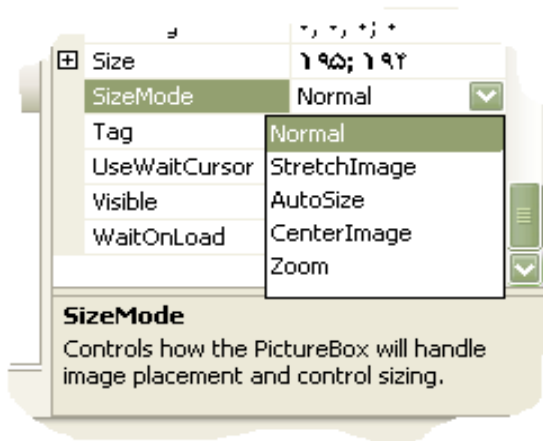 Size ۱۹۵; ۱۹۴
SizeMode Normal
Tag Normal
UseWaitCursor StretchImage
Visible AutoSize
WaitOnLoad CenterImage
Zoom
SizeMode
Controls how the PictureBox will handle
image placement and control sizing.